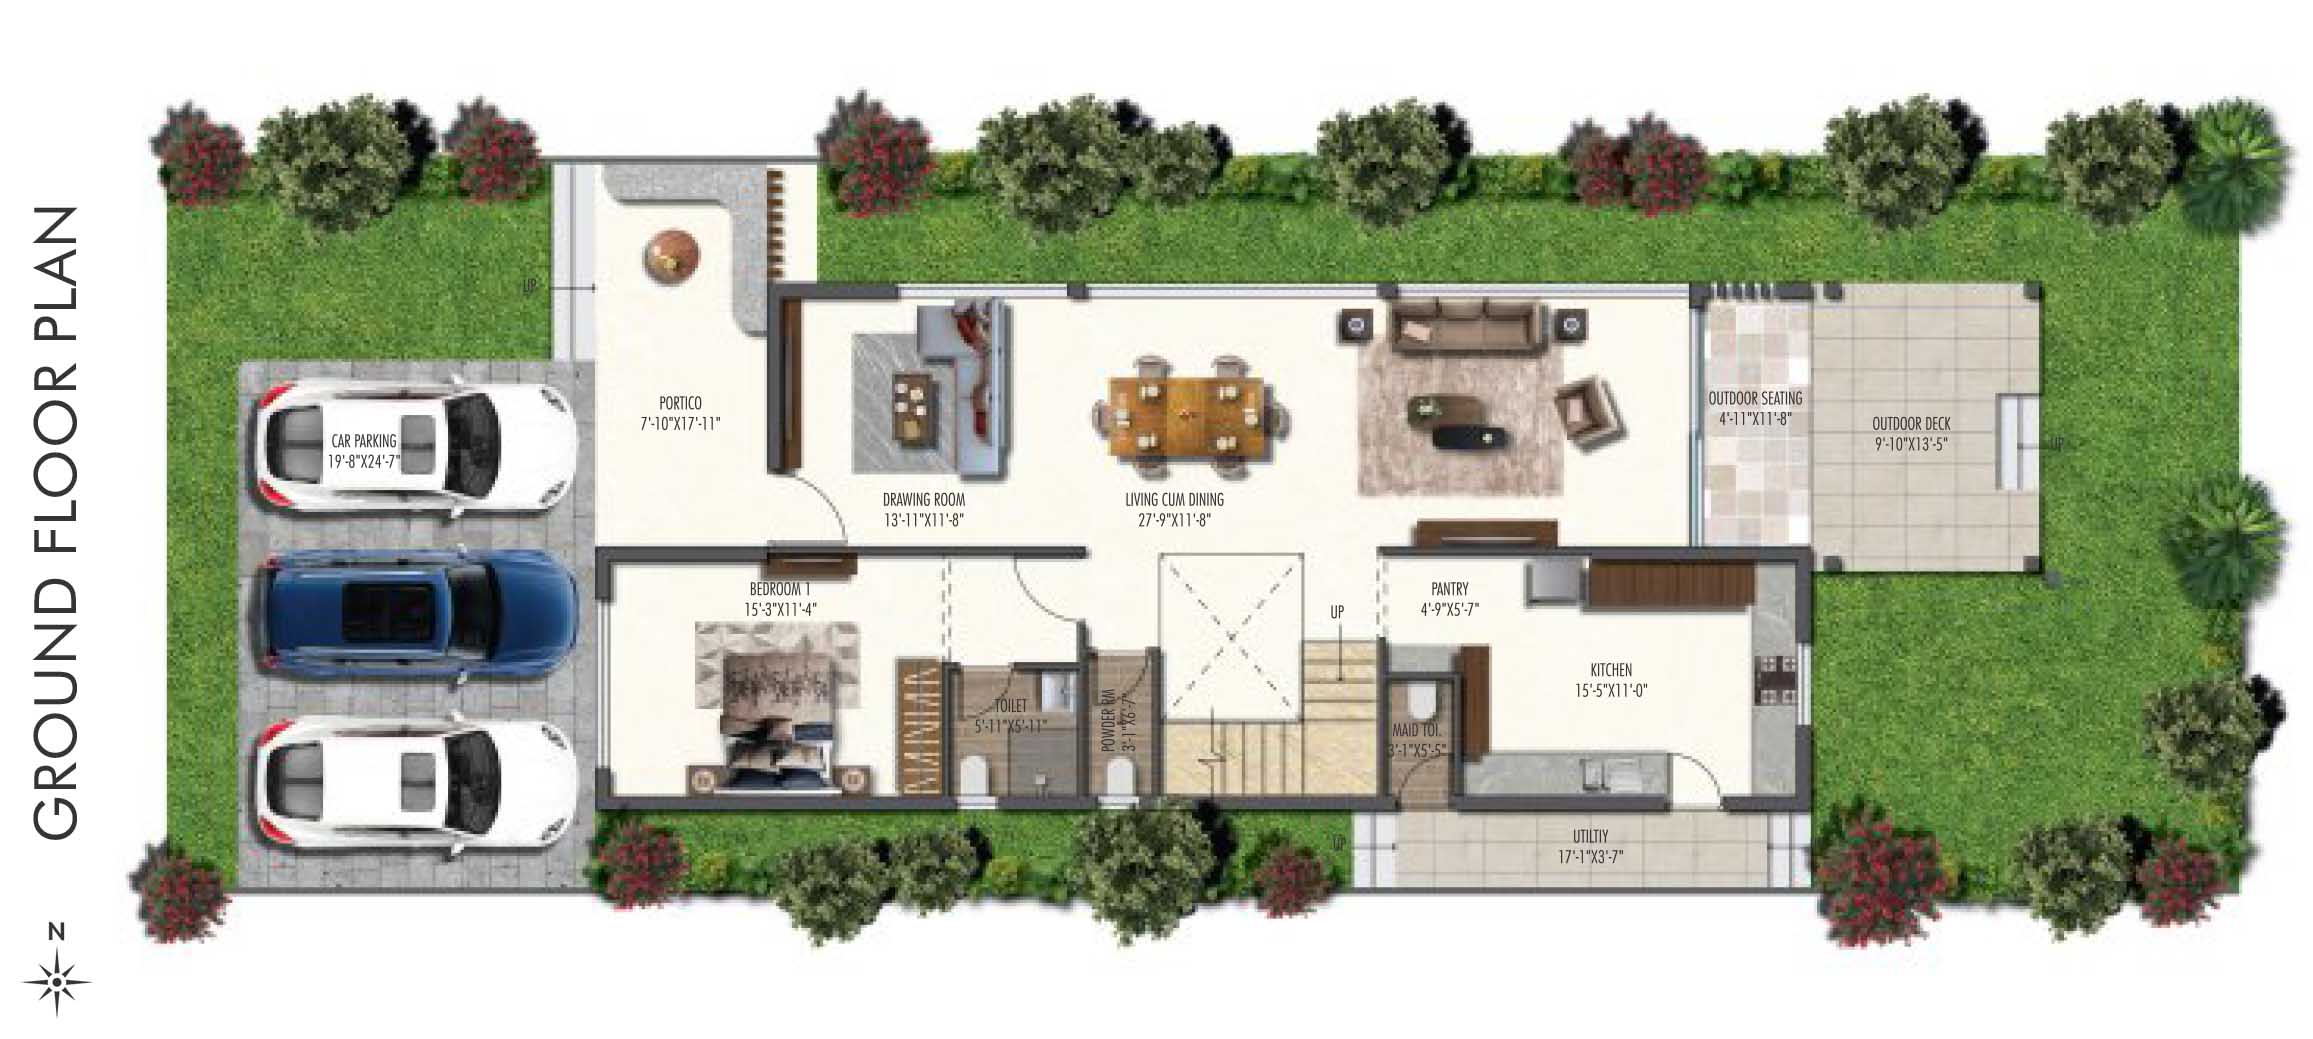 GROUND FLOOR PLAN
N
UP
PORTICO
7'-10"X17'-11"
CAR PARKING
19'-8"X24'-7"
DRAWING ROOM
13'-11"X11'-8"
LIVING CUM DINING
27'-9"X11'-8"
OUTDOOR SEATING
4'-11"X11'-8"
OUTDOOR DECK
9'-10"X13'-5"
UP
BEDROOM 1
15'-3"X11'-4"
TOILET
5'-11"X5'-11"
POWDER RM
3'-1"X6'-7"
UP
PANTRY
4'-9"X5'-7"
KITCHEN
15'-5"X11'-0"
MAID TOI.
3'-1"X5'-5"
UP
UTILTIY
17'-1"X3'-7"